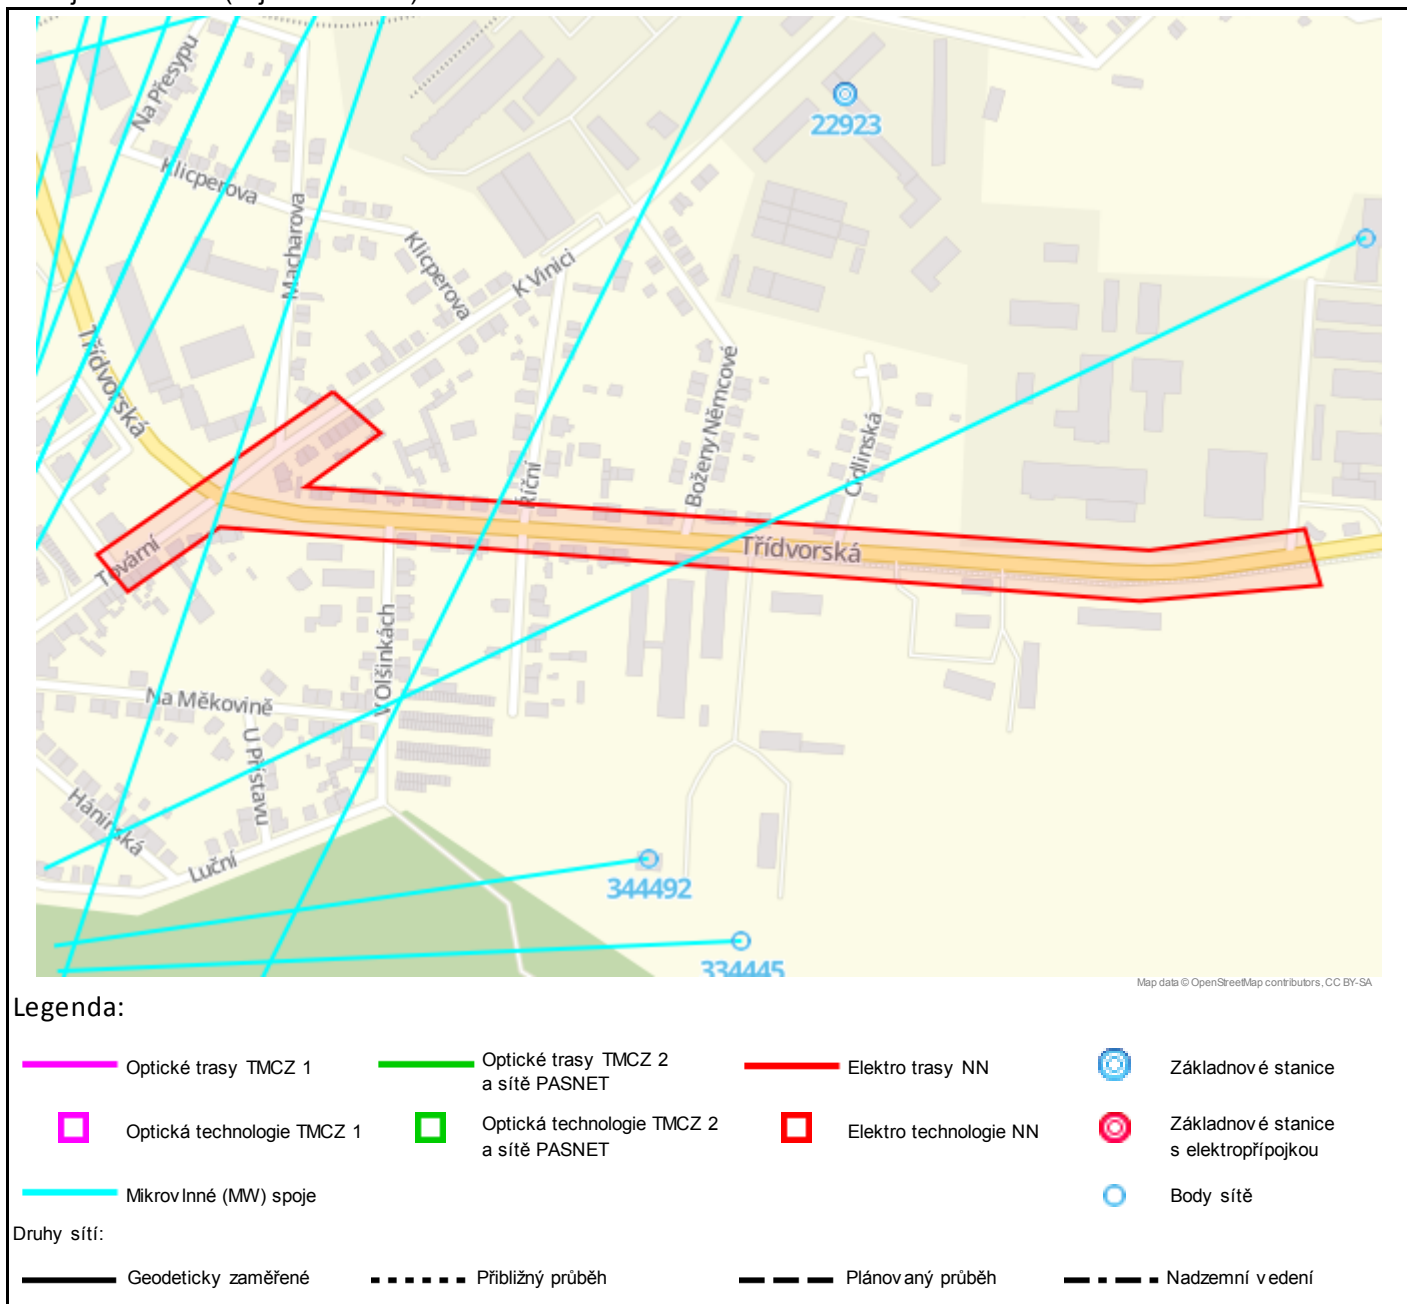 Na Přesypu
Klicperova
Macharova
Klicperova
K Vinici
22923
Třídvorská
Boženy Němcové
Cidlinská
Říční
Tovární
Třídvorská
V Olšinkách
Na Měkovině
U Přístavu
Háninská
Luční
344492
334445
Map data © OpenStreetMap contributors, CC BY-SA
Legenda:
Optické trasy TMCZ 1
Optické trasy TMCZ 2
a sítě PASNET
Elektro trasy NN
Základnové stanice
Optická technologie TMCZ 1
Optická technologie TMCZ 2
a sítě PASNET
Elektro technologie NN
Základnové stanice
s elektropřípojkou
Mikrovlnné (MW) spoje
Body sítě
Druhy sítí:
Geodeticky zaměřené
Přibližný průběh
Plánovaný průběh
Nadzemní vedení